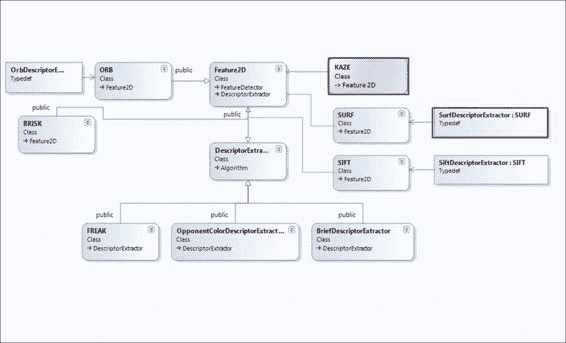 OrbDescriptorE...
Typedef
ORB
Class
Feature2D
public
Feature2D
Class
FeatureDetector
DescriptorExtractor
KAZE
Class
-> Feature 2D
public
public
BRISK
Class
Feature2D
SURF
Class
Feature2D
SurfDescriptorExtractor : SURF
Typedef
DescriptorExtra...
Class
Algorithm
SIFT
Class
Feature2D
SiftDescriptorExtractor : SIFT
Typedef
public
public
public
FREAK
Class
DescriptorExtractor
OpponentColorDescriptorExtract...
Class
DescriptorExtractor
BriefDescriptorExtractor
Class
DescriptorExtractor